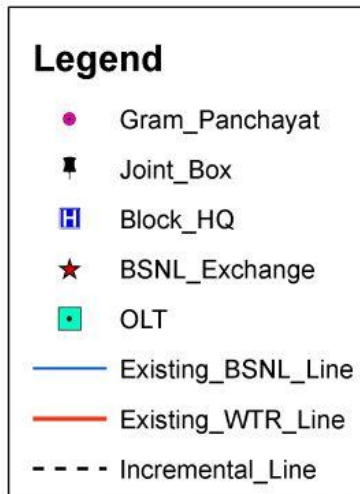 Legend
Gram_Panchayat
Joint_Box
H Block_HQ
BSNL_Exchange
OLT
Existing_BSNL_Line
Existing_WTR_Line
Incremental_Line